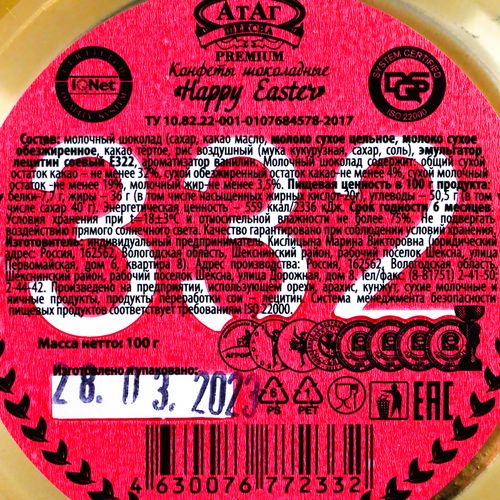 АтАг
ШЕКСНА
PREMIUM
Конфеты шоколадные
«Happy Easter»
ТУ 10.82.22-001-0107684578-2017
IQNet
SYSTEM CERTIFIED
DQS
ISO 22000
332
Состав: молочный шоколад (сахар, какао масло, молоко сухое цельное, молоко сухое
обезжиренное, какао тёртое, рис воздушный (мука кукурузная, сахар, соль), эмульгатор
лецитин соевый Е322, ароматизатор ванилин. Молочный шоколад содержит: общий сухой
остаток какао – не менее 32%, сухой обезжиренный остаток какао-не менее 4%, сухой молочный
остаток –не менее 19%, молочный жир-не менее 3,5%. Пищевая ценность в 100 г продукта:
белки-7,7 г, жиры - 36 г (в том числе насыщенных жирных кислот-20г), углеводы – 50,5 г (в том
числе сахар 40 г), энергетическая ценность – 559 ккал/2336 кДж. Срок годности 6 месяцев.
Условия хранения при t –18±3°C и относительной влажности не более 75%. Не подвергать
воздействию прямого солнечного света. Качество гарантировано при соблюдении условий хранения.
Изготовитель: индивидуальный предприниматель Кислицына Марина Викторовна Юридический
адрес: Россия, 162562, Вологодская область, Шекснинский район, рабочий поселок Шексна, улица
Первомайская, дом 6, квартира 8. Адрес производства: Россия, 162562, Вологодская область,
Шекснинский район, рабочий поселок Шексна, улица Дорожная, дом 8, тел/факс (8-81751) 2-41-50,
2-44-42. Произведено на предприятии, использующем орехи, арахис, кунжут, сухие молочные и
яичные продукты, продукты переработки сои – лецитин. Система менеджмента безопасности
пищевых продуктов соответствует требованиям ISO 22000.
Масса нетто: 100 г
Изготовлено и упаковано:
28. 03. 2023
6
PS
1
PET
EAC
4 630076 772332